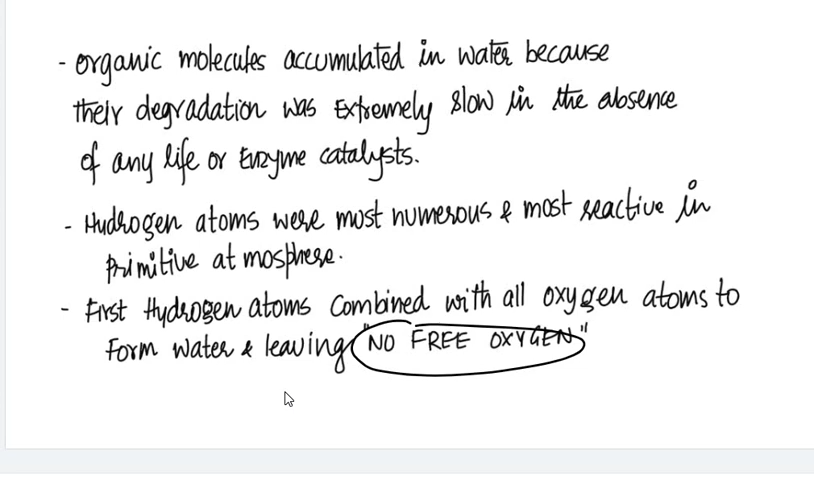 - organic molecules accumulated in water because
their degradation was Extremely slow in the absence
of any life or Enzyme catalysts.
- Hydrogen atoms were most numerous & most reactive in
primitive atmosphere.
- First Hydrogen atoms combined with all oxygen atoms to
form water & leaving "NO FREE OXYGEN"